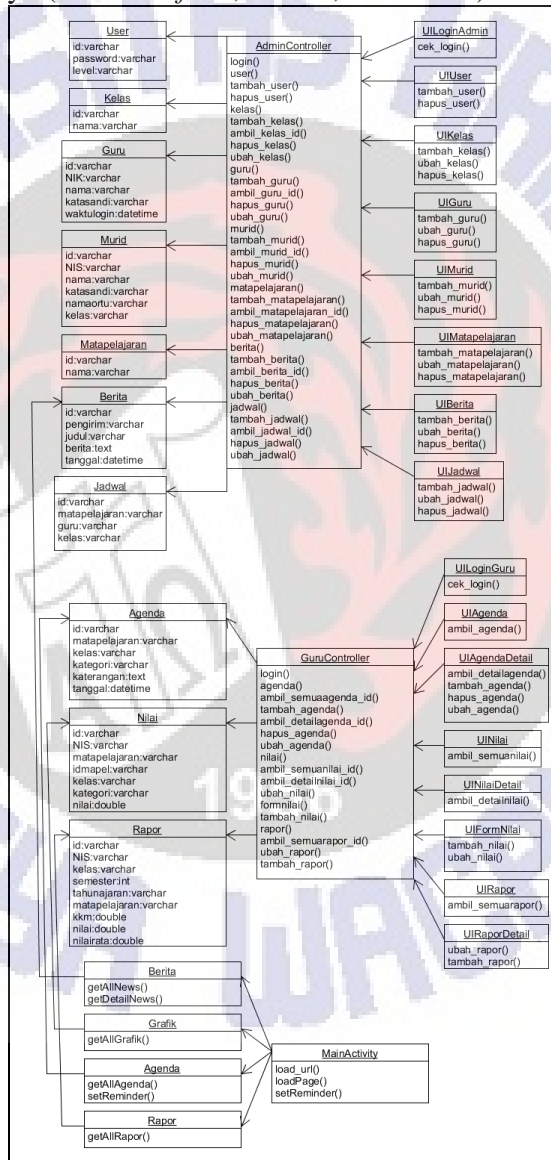 User
id:varchar
password:varchar
level:varchar
Kelas
id:varchar
nama:varchar
Guru
id:varchar
NIK:varchar
nama:varchar
katasandi:varchar
waktulogin:datetime
Murid
id:varchar
NIS:varchar
nama:varchar
katasandi:varchar
namaortu:varchar
kelas:varchar
Matapelajaran
id:varchar
nama:varchar
Berita
id:varchar
pengirim:varchar
judul:varchar
berita:text
tanggal:datetime
Jadwal
id:varchar
matapelajaran:varchar
guru:varchar
kelas:varchar
AdminController
login()
user()
tambah_user()
hapus_user()
kelas()
tambah_kelas()
ambil_kelas_id()
hapus_kelas()
ubah_kelas()
guru()
tambah_guru()
ambil_guru_id()
hapus_guru()
ubah_guru()
murid()
tambah_murid()
ambil_murid_id()
hapus_murid()
ubah_murid()
matapelajaran()
tambah_matapelajaran()
ambil_matapelajaran_id()
hapus_matapelajaran()
ubah_matapelajaran()
berita()
tambah_berita()
ambil_berita_id()
hapus_berita()
ubah_berita()
jadwal()
tambah_jadwal()
ambil_jadwal_id()
hapus_jadwal()
ubah_jadwal()
UILoginAdmin
cek_login()
UIUser
tambah_user()
hapus_user()
UIKelas
tambah_kelas()
ubah_kelas()
hapus_kelas()
UIGuru
tambah_guru()
ubah_guru()
hapus_guru()
UIMurid
tambah_murid()
ubah_murid()
hapus_murid()
UIMatapelajaran
tambah_matapelajaran()
ubah_matapelajaran()
hapus_matapelajaran()
UIBerita
tambah_berita()
ubah_berita()
hapus_berita()
UIJadwal
tambah_jadwal()
ubah_jadwal()
hapus_jadwal()
Agenda
id:varchar
matapelajaran:varchar
kelas:varchar
kategori:varchar
katerangan:text
tanggal:datetime
Nilai
id:varchar
NIS:varchar
matapelajaran:varchar
idmapel:varchar
kelas:varchar
kategori:varchar
nilai:double
Rapor
id:varchar
NIS:varchar
kelas:varchar
semester:int
tahunajaran:varchar
matapelajaran:varchar
kkm:double
nilai:double
nilairata:double
GuruController
login()
agenda()
ambil_semuaagenda_id()
tambah_agenda()
ambil_detailagenda_id()
hapus_agenda()
ubah_agenda()
nilai()
ambil_semuanilai_id()
ambil_detailnilai_id()
ubah_nilai()
formnilai()
tambah_nilai()
rapor()
ambil_semuarapor_id()
ubah_rapor()
tambah_rapor()
UILoginGuru
cek_login()
UIAgenda
ambil_agenda()
UIAgendaDetail
ambil_detailagenda()
tambah_agenda()
hapus_agenda()
ubah_agenda()
UINilai
ambil_semuanilai()
UINilaiDetail
ambil_detailnilai()
UIFormNilai
tambah_nilai()
ubah_nilai()
UIRapor
ambil_semuarapor()
UIRaporDetail
ubah_rapor()
tambah_rapor()
Berita
getAllNews()
getDetailNews()
Grafik
getAllGrafik()
Agenda
getAllAgenda()
setReminder()
Rapor
getAllRapor()
MainActivity
load_url()
loadPage()
setReminder()